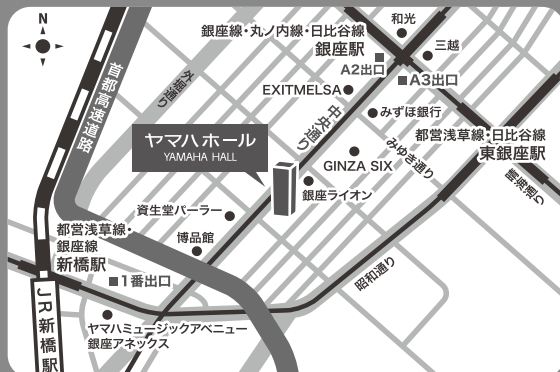 N
和光
銀座線・丸ノ内線・日比谷線
銀座駅
三越
A2出口
A3出口
首都高速道路
外堀通り
EXITMELSA
みずほ銀行
中央通り
都営浅草線・日比谷線
東銀座駅
ヤマハホール
YAMAHA HALL
みゆき通り
GINZA SIX
晴海通り
銀座ライオン
資生堂パーラー
博品館
都営浅草線・
銀座線
新橋駅
1番出口
昭和通り
JR新橋駅
ヤマハミュージックアベニュー
銀座アネックス